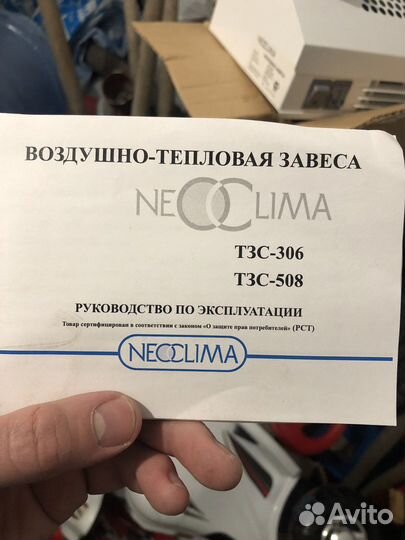 NEOCLIMA
ВОЗДУШНО-ТЕПЛОВАЯ ЗАВЕСА
NEOCLIMA
ТЗС-306
ТЗС-508
РУКОВОДСТВО ПО ЭКСПЛУАТАЦИИ
Товар сертифицирован в соответствии с законом «О защите прав потребителей» (РСТ)
NEOCLIMA
Avito